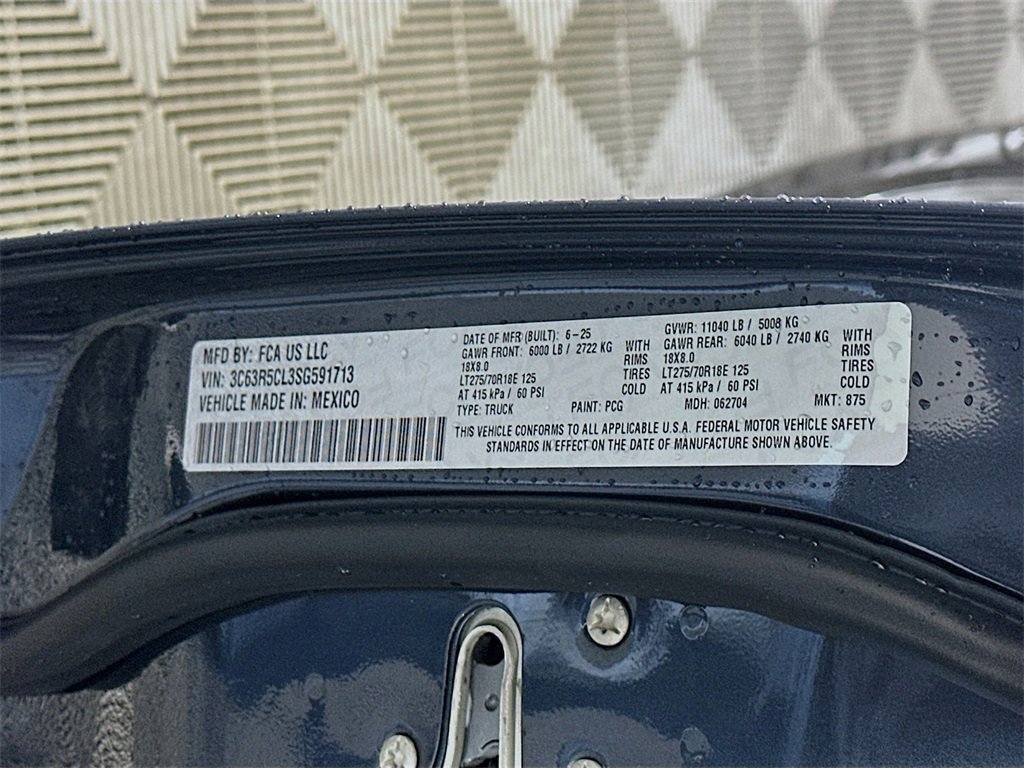 MFD BY: FCA US LLC
VIN: 3C63R5CL3SG591713
VEHICLE MADE IN: MEXICO
DATE OF MFR (BUILT): 6-25
GAWR FRONT: 6000 LB / 2722 KG WITH
18X8.0 RIMS
LT275/70R18E 125 TIRES
AT 415 kPa / 60 PSI COLD
GVWR: 11040 LB / 5008 KG
GAWR REAR: 6040 LB / 2740 KG WITH
18X8.0 RIMS
LT275/70R18E 125 TIRES
AT 415 kPa / 60 PSI COLD
TYPE: TRUCK PAINT: PCG MDH: 062704 MKT: 875
THIS VEHICLE CONFORMS TO ALL APPLICABLE U.S.A. FEDERAL MOTOR VEHICLE SAFETY
STANDARDS IN EFFECT ON THE DATE OF MANUFACTURE SHOWN ABOVE.